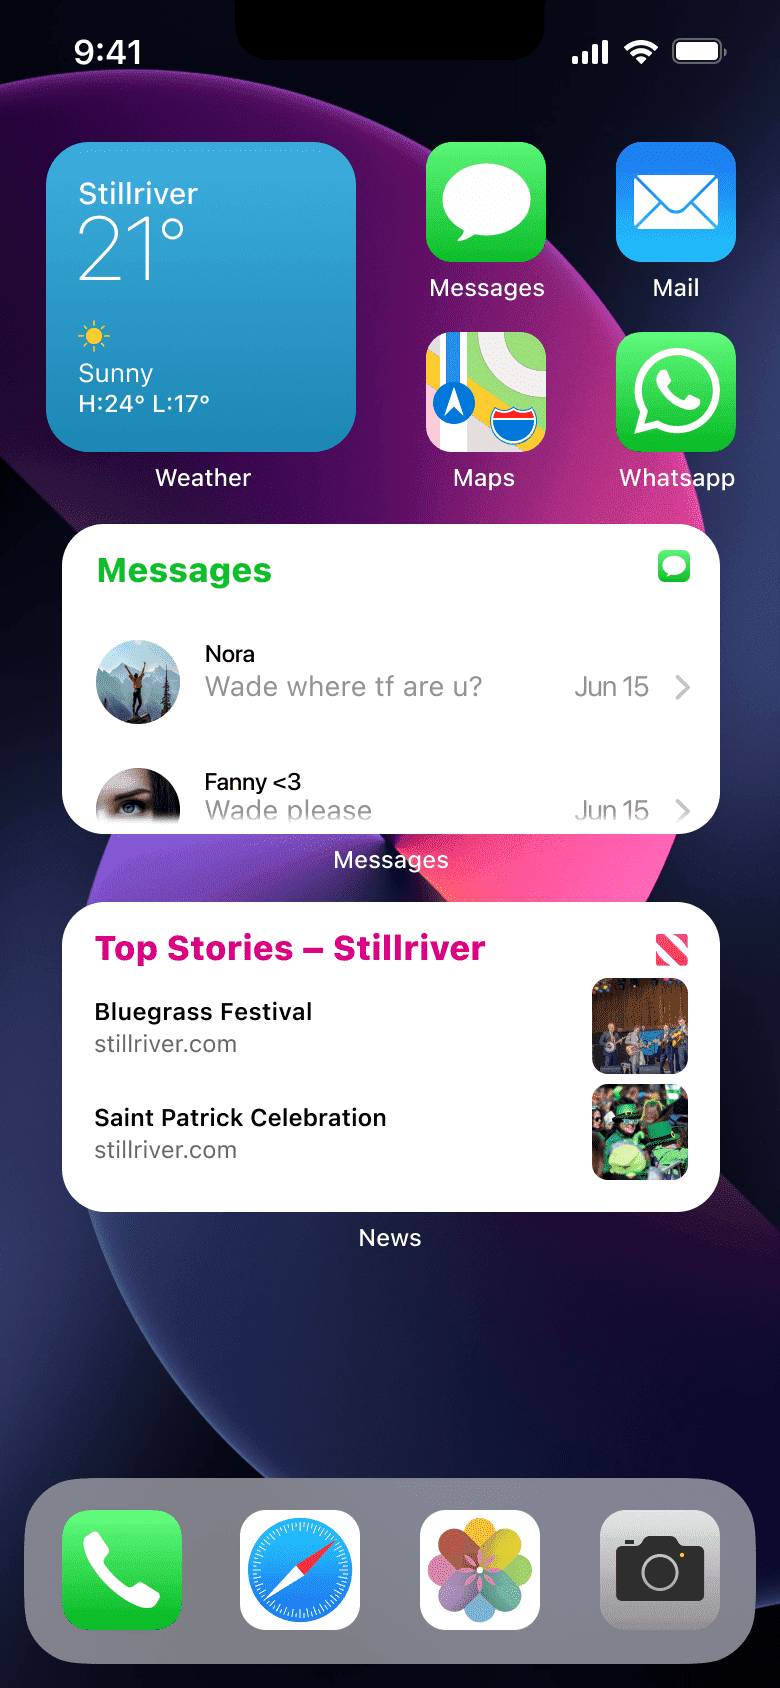 9:41
Stillriver
21°
Sunny
H:24° L:17°
Weather
Messages
Mail
Maps
Whatsapp
Messages
Nora
Wade where tf are u?
Jun 15
Fanny <3
Wade please
Jun 15
Messages
Top Stories – Stillriver
Bluegrass Festival
stillriver.com
Saint Patrick Celebration
stillriver.com
News